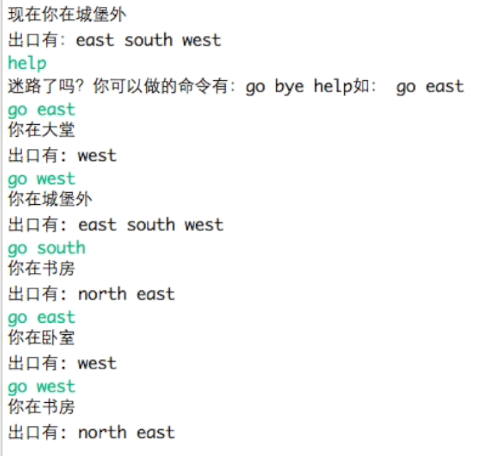 现在你在城堡外
出口有：east south west
help
迷路了吗？你可以做的命令有：go bye help如： go east
go east
你在大堂
出口有: west
go west
你在城堡外
出口有: east south west
go south
你在书房
出口有: north east
go east
你在卧室
出口有: west
go west
你在书房
出口有: north east